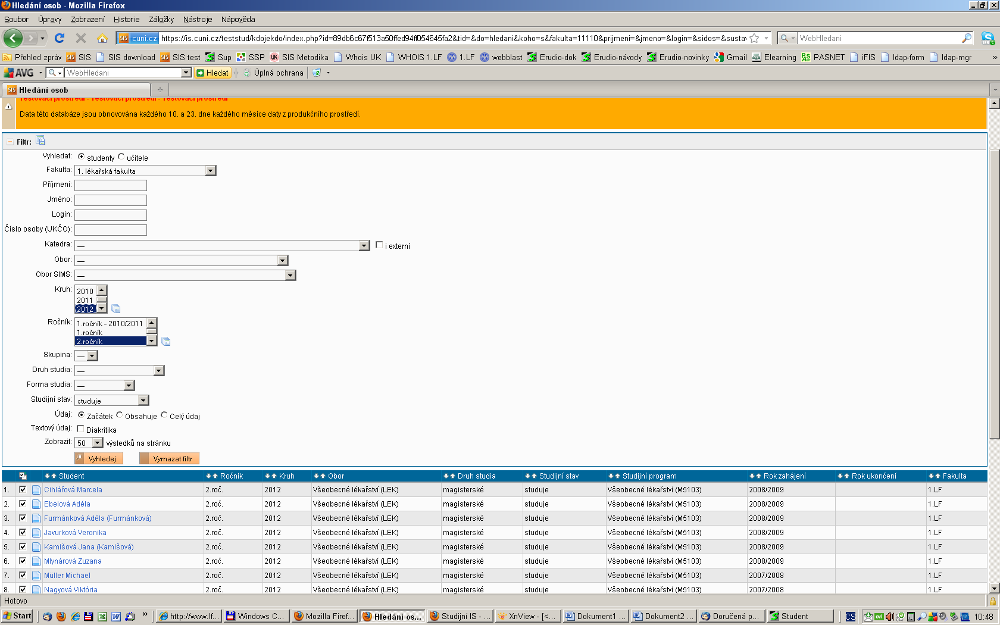 Hledání osob - Mozilla Firefox
Soubor Úpravy Zobrazení Historie Záložky Nástroje Nápověda
SIS cuni.cz https://is.cuni.cz/teststud/kdojekdo/index.php?id=89db6c67f513a50ffed94ff054645fa2&tid=&do=hledani&koho=s&fakulta=11110&prijmeni=&jmeno=&login=&sidos=&sustav WebHledani
Přehled zpráv SIS SIS download SIS test Sup SSP SIS Metodika Whois UK WHOIS 1.LF 1.LF webblast Erudio-dok Erudio-návody Erudio-novinky Gmail Elearning PASNET iFIS ldap-form ldap-mgr »
AVG WebHledani Hledat Úplná ochrana
SIS Hledání osob
Testovací prostředí - Testovací prostředí - Testovací prostředí
Data této databáze jsou obnovována každého 10. a 23. dne každého měsíce daty z produkčního prostředí.
Filtr:
Vyhledat: studenty učitele
Fakulta: 1. lékařská fakulta
Příjmení:
Jméno:
Login:
Číslo osoby (UKČO):
Katedra: — i externí
Obor: —
Obor SIMS: —
Kruh: 2010
2011
2012
Ročník: 1.ročník - 2010/2011
1.ročník
2.ročník
Skupina: —
Druh studia: —
Forma studia: —
Studijní stav: studuje
Údaj: Začátek Obsahuje Celý údaj
Textový údaj: Diakritika
Zobrazit: 50 výsledků na stránku
Vyhledej Vymazat filtr
Student Ročník Kruh Obor Druh studia Studijní stav Studijní program Rok zahájení Rok ukončení Fakulta
1. Cihlářová Marcela 2.roč. 2012 Všeobecné lékařství (LEK) magisterské studuje Všeobecné lékařství (M5103) 2008/2009 1.LF
2. Ebelová Adéla 2.roč. 2012 Všeobecné lékařství (LEK) magisterské studuje Všeobecné lékařství (M5103) 2008/2009 1.LF
3. Furmánková Adéla (Furmánková) 2.roč. 2012 Všeobecné lékařství (LEK) magisterské studuje Všeobecné lékařství (M5103) 2008/2009 1.LF
4. Javurková Veronika 2.roč. 2012 Všeobecné lékařství (LEK) magisterské studuje Všeobecné lékařství (M5103) 2008/2009 1.LF
5. Kamišová Jana (Kamišová) 2.roč. 2012 Všeobecné lékařství (LEK) magisterské studuje Všeobecné lékařství (M5103) 2008/2009 1.LF
6. Mlynárová Zuzana 2.roč. 2012 Všeobecné lékařství (LEK) magisterské studuje Všeobecné lékařství (M5103) 2008/2009 1.LF
7. Müller Michael 2.roč. 2012 Všeobecné lékařství (LEK) magisterské studuje Všeobecné lékařství (M5103) 2007/2008 1.LF
8. Nagyová Viktória 2.roč. 2012 Všeobecné lékařství (LEK) magisterské studuje Všeobecné lékařství (M5103) 2007/2008 1.LF
Hotovo
Start » http://www.lf... Windows C... Mozilla Firef... Hledání os... Studijní IS - ... XnView - [<... Dokument1 ... Dokument2 ... Doručená p... Student CS 10:48